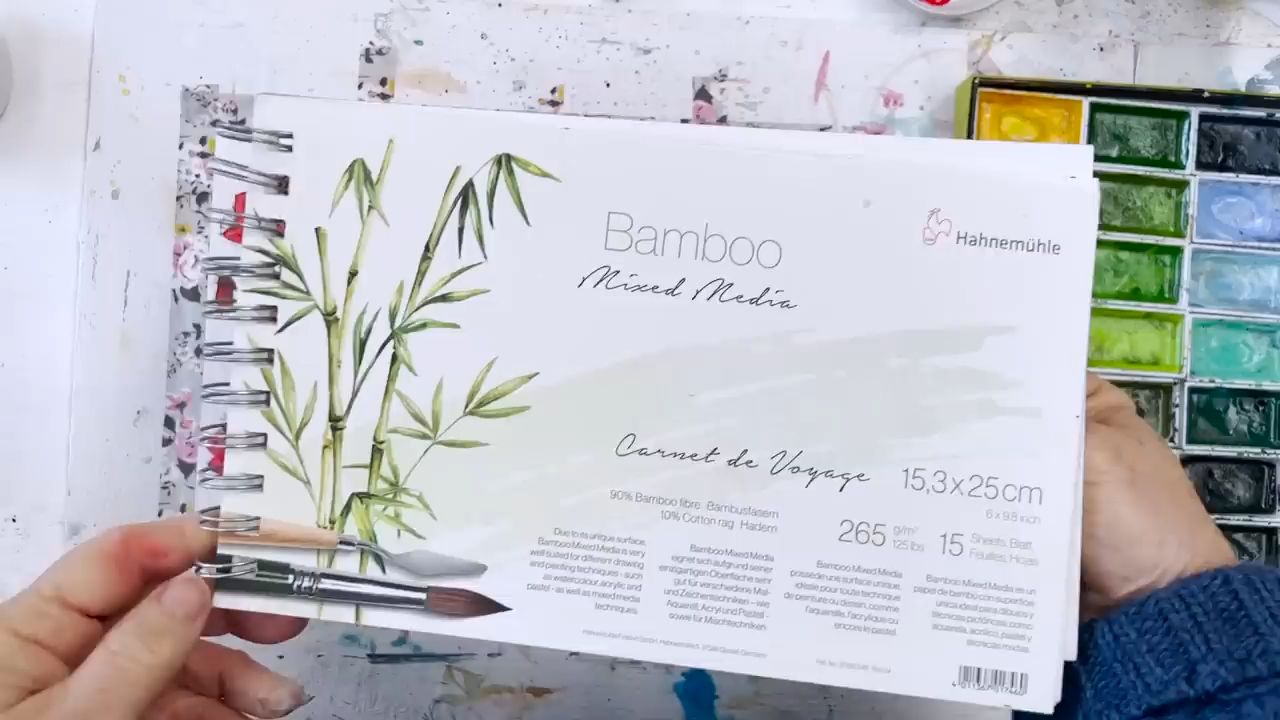 Bamboo
Mixed Media
Hahnemühle
Carnet de Voyage
15,3 x 25 cm
6 x 9.8 inch
90% Bamboo fibre · Bambusfasern
10% Cotton rag · Hadern
265 g/m²
125 lbs
15 Sheets, Blatt,
Feuilles, Hojas
Due to its unique surface,
Bamboo Mixed Media is very
well suited for different drawing
and painting techniques - such
as watercolour, acrylic and
pastel - as well as mixed media
techniques.
Bamboo Mixed Media
eignet sich aufgrund seiner
einzigartigen Oberfläche sehr
gut für verschiedene Mal-
und Zeichentechniken – wie
Aquarell, Acryl und Pastell –
sowie für Mischtechniken.
Bamboo Mixed Media
possède une surface unique,
idéale pour toute technique
de peinture ou dessin, comme
l'aquarelle, l'acrylique ou
encore le pastel.
Bamboo Mixed Media es un
papel de bambú con superficie
única ideal para dibujos y
técnicas pictóricas como
acuarela, acrílico, pastel y
técnicas mixtas.
4 011367 017460